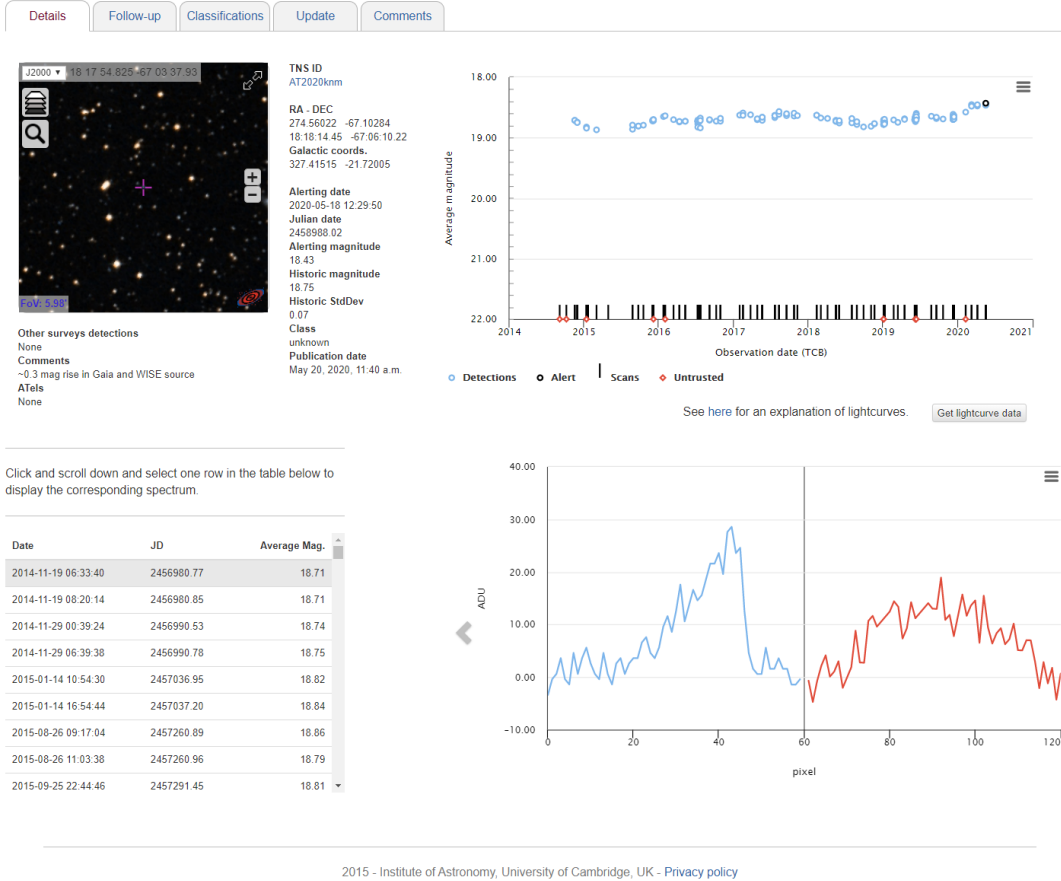 Details
Follow-up
Classifications
Update
Comments
J2000 ▼ 18 17 54.825 -67 03 37.93
FoV: 5.98'
TNS ID
AT2020knm
RA - DEC
274.56022 -67.10284
18:18:14.45 -67:06:10.22
Galactic coords.
327.41515 -21.72005
Alerting date
2020-05-18 12:29:50
Julian date
2458988.02
Alerting magnitude
18.43
Historic magnitude
18.75
Historic StdDev
0.07
Class
unknown
Publication date
May 20, 2020, 11:40 a.m.
Other surveys detections
None
Comments
~0.3 mag rise in Gaia and WISE source
ATels
None
18.00
19.00
20.00
21.00
22.00
Average magnitude
2014 2015 2016 2017 2018 2019 2020 2021
Observation date (TCB)
Detections Alert Scans Untrusted
See here for an explanation of lightcurves.
Get lightcurve data
Click and scroll down and select one row in the table below to
display the corresponding spectrum.
Date JD Average Mag.
2014-11-19 06:33:40 2456980.77 18.71
2014-11-19 08:20:14 2456980.85 18.71
2014-11-29 00:39:24 2456990.53 18.74
2014-11-29 06:39:38 2456990.78 18.75
2015-01-14 10:54:30 2457036.95 18.82
2015-01-14 16:54:44 2457037.20 18.84
2015-08-26 09:17:04 2457260.89 18.86
2015-08-26 11:03:38 2457260.96 18.79
2015-09-25 22:44:46 2457291.45 18.81
40.00
30.00
20.00
10.00
0.00
-10.00
ADU
0 20 40 60 80 100 120
pixel
2015 - Institute of Astronomy, University of Cambridge, UK - Privacy policy